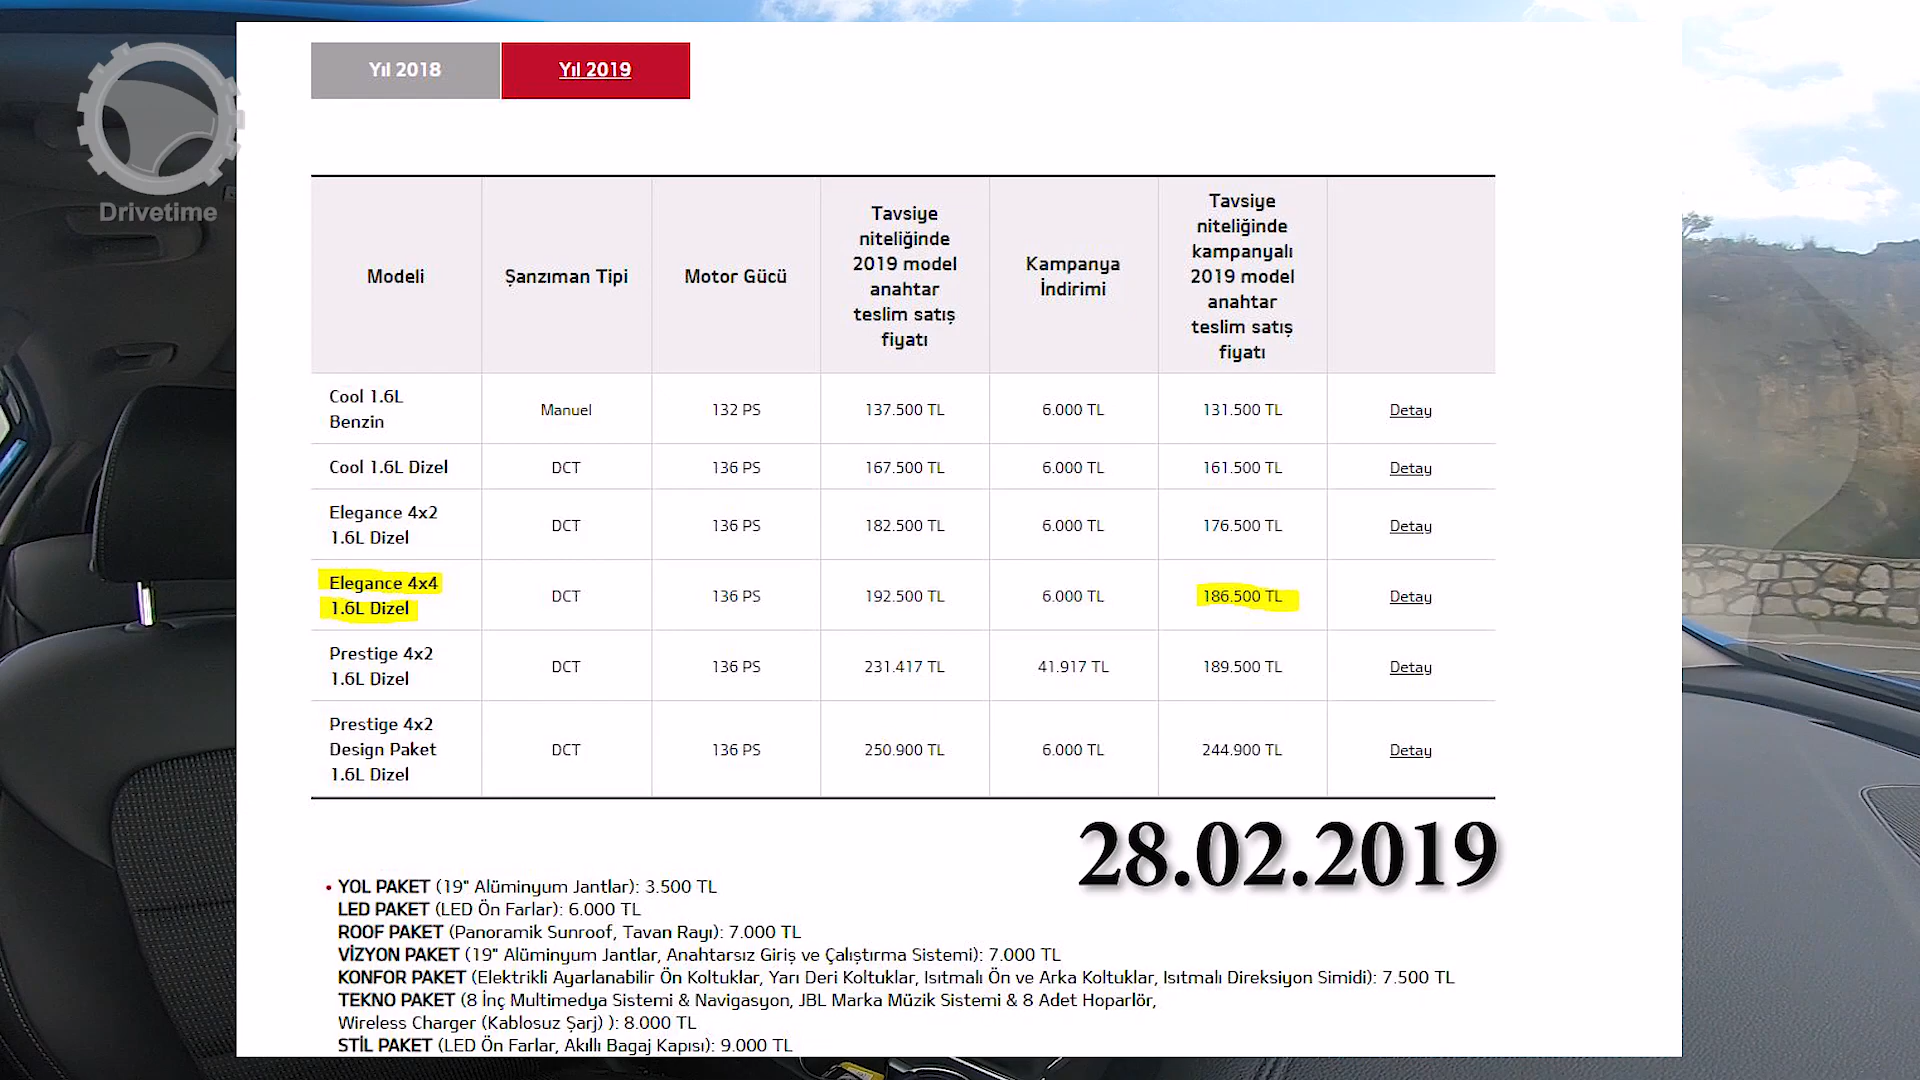 Drivetime
Yıl 2018
Yıl 2019
Modeli
Şanzıman Tipi
Motor Gücü
Tavsiye
niteliğinde
2019 model
anahtar
teslim satış
fiyatı
Kampanya
İndirimi
Tavsiye
niteliğinde
kampanyalı
2019 model
anahtar
teslim satış
fiyatı
Cool 1.6L
Benzin
Manuel
132 PS
137.500 TL
6.000 TL
131.500 TL
Detay
Cool 1.6L Dizel
DCT
136 PS
167.500 TL
6.000 TL
161.500 TL
Detay
Elegance 4x2
1.6L Dizel
DCT
136 PS
182.500 TL
6.000 TL
176.500 TL
Detay
Elegance 4x4
1.6L Dizel
DCT
136 PS
192.500 TL
6.000 TL
186.500 TL
Detay
Prestige 4x2
1.6L Dizel
DCT
136 PS
231.417 TL
41.917 TL
189.500 TL
Detay
Prestige 4x2
Design Paket
1.6L Dizel
DCT
136 PS
250.900 TL
6.000 TL
244.900 TL
Detay
28.02.2019
• YOL PAKET (19" Alüminyum Jantlar): 3.500 TL
LED PAKET (LED Ön Farlar): 6.000 TL
ROOF PAKET (Panoramik Sunroof, Tavan Rayı): 7.000 TL
VİZYON PAKET (19" Alüminyum Jantlar, Anahtarsız Giriş ve Çalıştırma Sistemi): 7.000 TL
KONFOR PAKET (Elektrikli Ayarlanabilir Ön Koltuklar, Yarı Deri Koltuklar, Isıtmalı Ön ve Arka Koltuklar, Isıtmalı Direksiyon Simidi): 7.500 TL
TEKNO PAKET (8 İnç Multimedya Sistemi & Navigasyon, JBL Marka Müzik Sistemi & 8 Adet Hoparlör,
Wireless Charger (Kablosuz Şarj) ): 8.000 TL
STİL PAKET (LED Ön Farlar, Akıllı Bagaj Kapısı): 9.000 TL